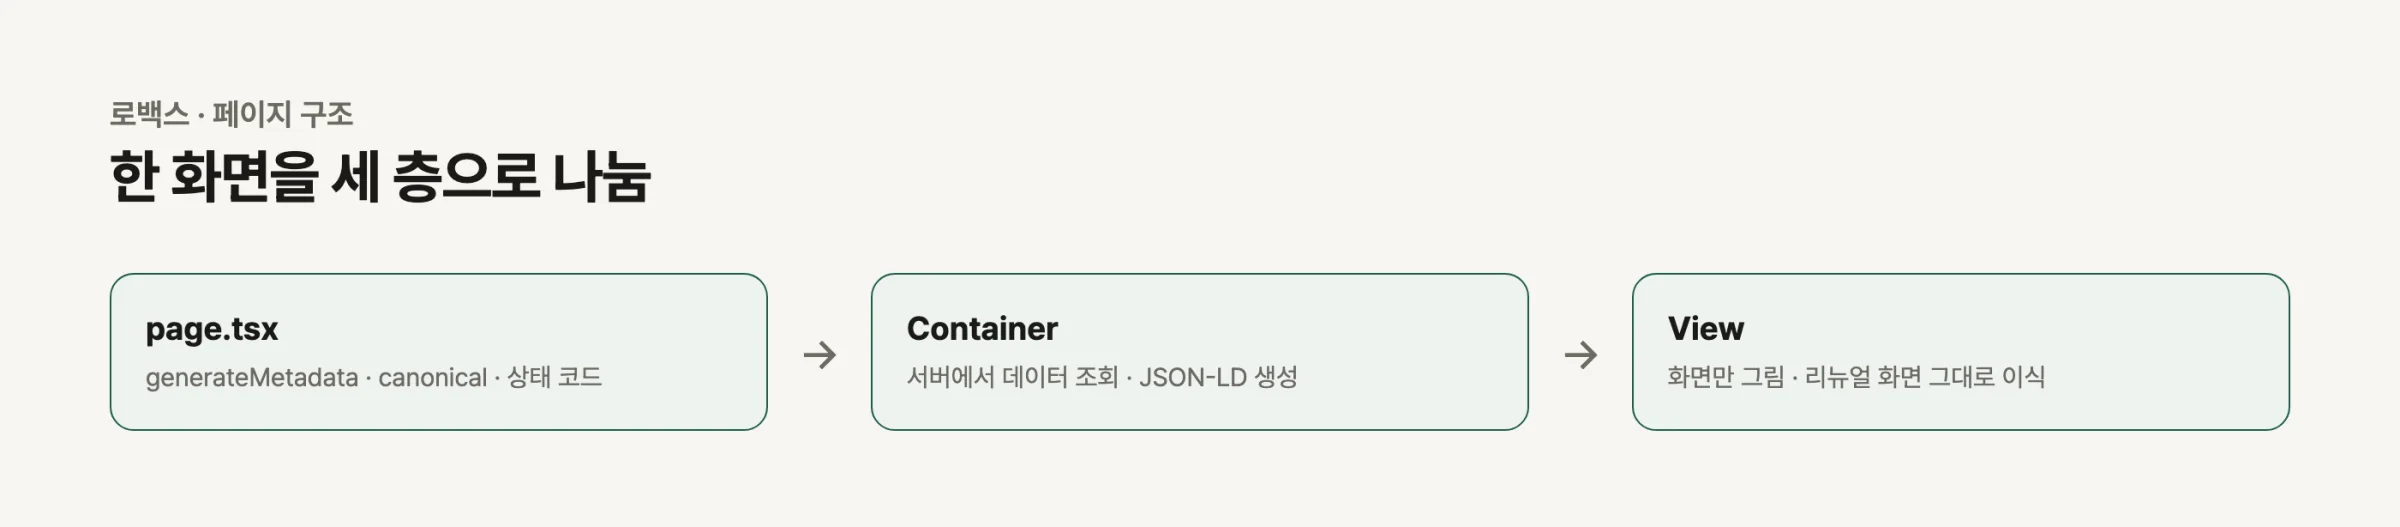 로백스 · 페이지 구조
한 화면을 세 층으로 나눔
page.tsx
generateMetadata · canonical · 상태 코드
→
Container
서버에서 데이터 조회 · JSON-LD 생성
→
View
화면만 그림 · 리뉴얼 화면 그대로 이식